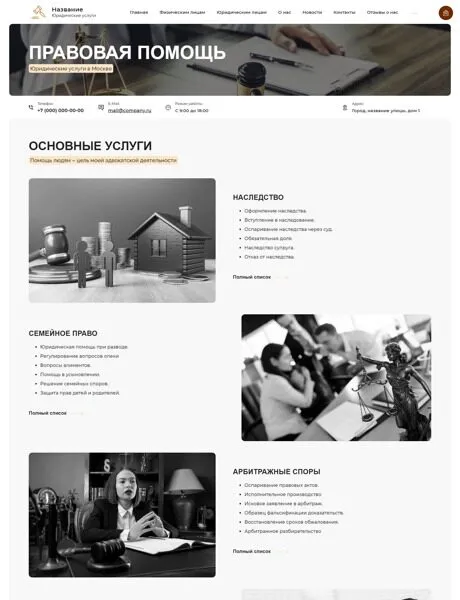 Название
Юридические услуги
Главная Физическим лицам Юридическим лицам О нас Новости Контакты Отзывы о нас
ПРАВОВАЯ ПОМОЩЬ
Юридические услуги в Москве
Телефон
+7 (000) 000-00-00
E-Mail
mail@company.ru
Режим работы
С 9:00 до 18:00
Адрес
Город, название улицы, дом 1
ОСНОВНЫЕ УСЛУГИ
Помощь людям – цель моей адвокатской деятельности
НАСЛЕДСТВО
Оформление наследства.
Вступление в наследование.
Оспаривание наследства через суд.
Обязательная доля.
Наследство супруга.
Отказ от наследства.
Полный список
СЕМЕЙНОЕ ПРАВО
Юридическая помощь при разводе.
Регулирование вопросов опеки
Вопросы алиментов.
Помощь в усыновлении.
Решение семейных споров.
Защита прав детей и родителей.
Полный список
АРБИТРАЖНЫЕ СПОРЫ
Оспаривание правовых актов.
Исполнительное производство
Исковое заявление в арбитраж.
Образец фальсификации доказательств.
Восстановление сроков обжалования.
Арбитражное разбирательство
Полный список